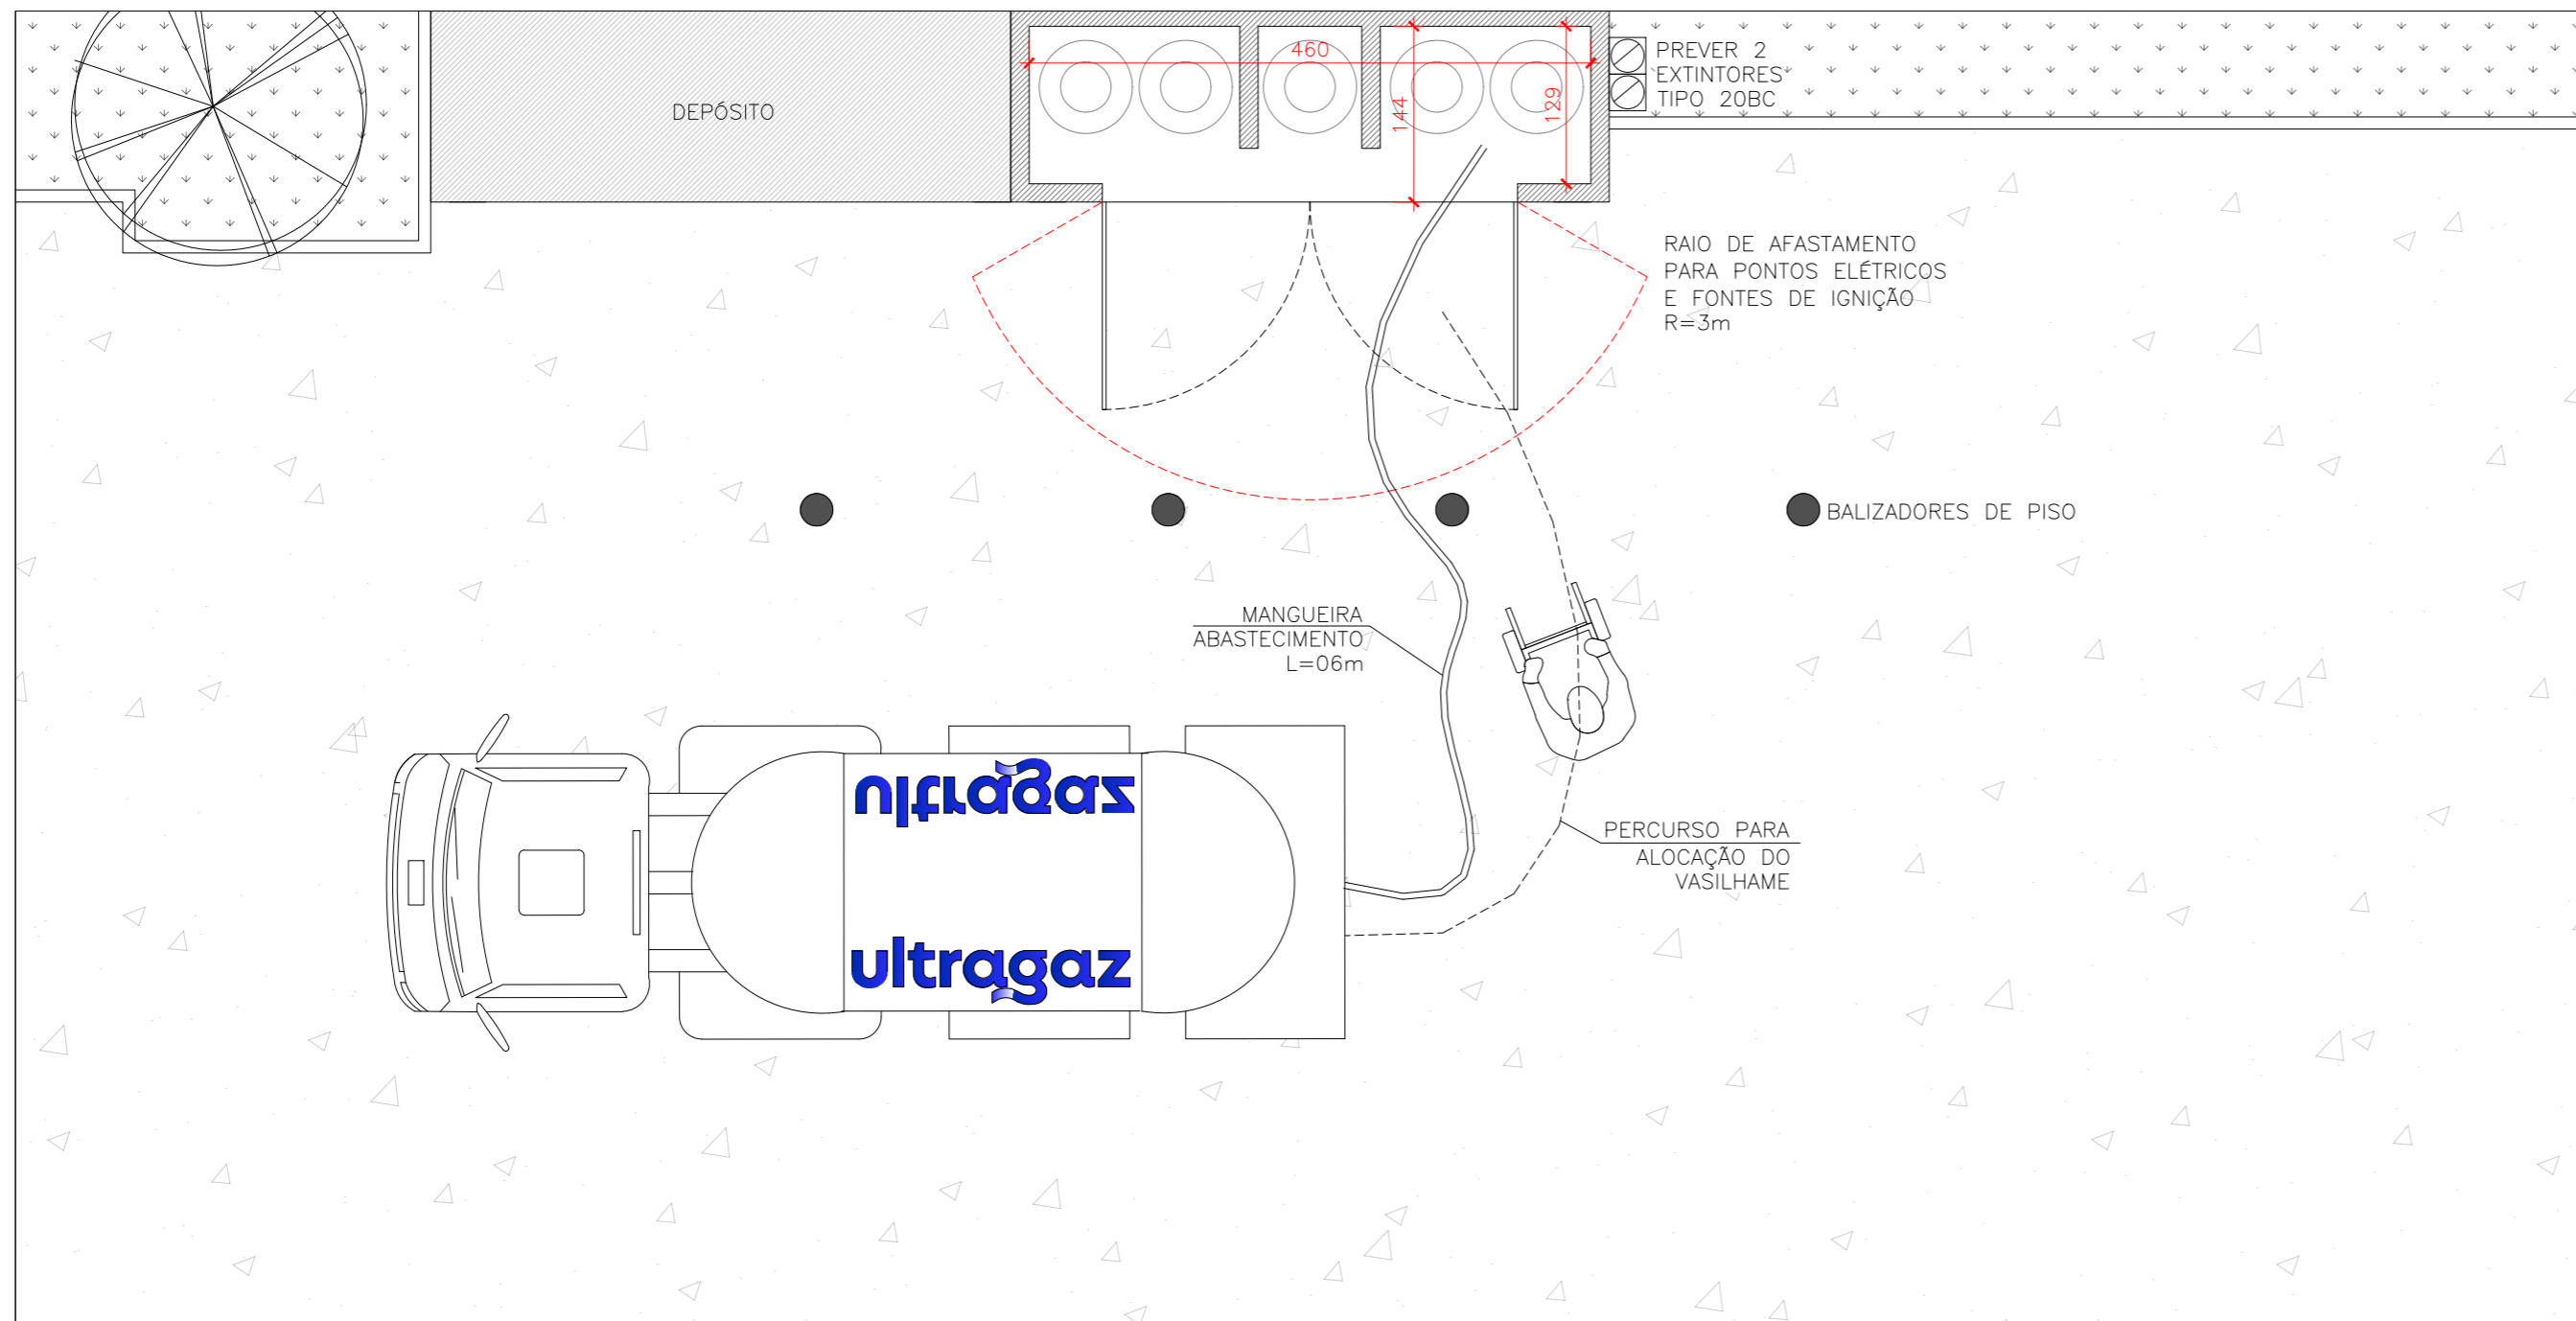 460
144
129
PREVER 2
EXTINTORES
TIPO 20BC
DEPÓSITO
RAIO DE AFASTAMENTO
PARA PONTOS ELÉTRICOS
E FONTES DE IGNIÇÃO
R=3m
BALIZADORES DE PISO
MANGUEIRA
ABASTECIMENTO
L=06m
ultragaz
ultragaz
PERCURSO PARA
ALOCAÇÃO DO
VASILHAME